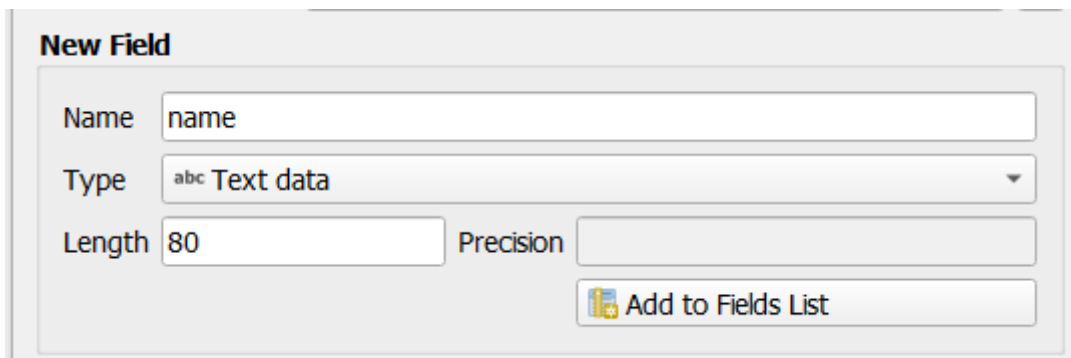 New Field
Name name
Type abc Text data
Length 80 Precision
Add to Fields List